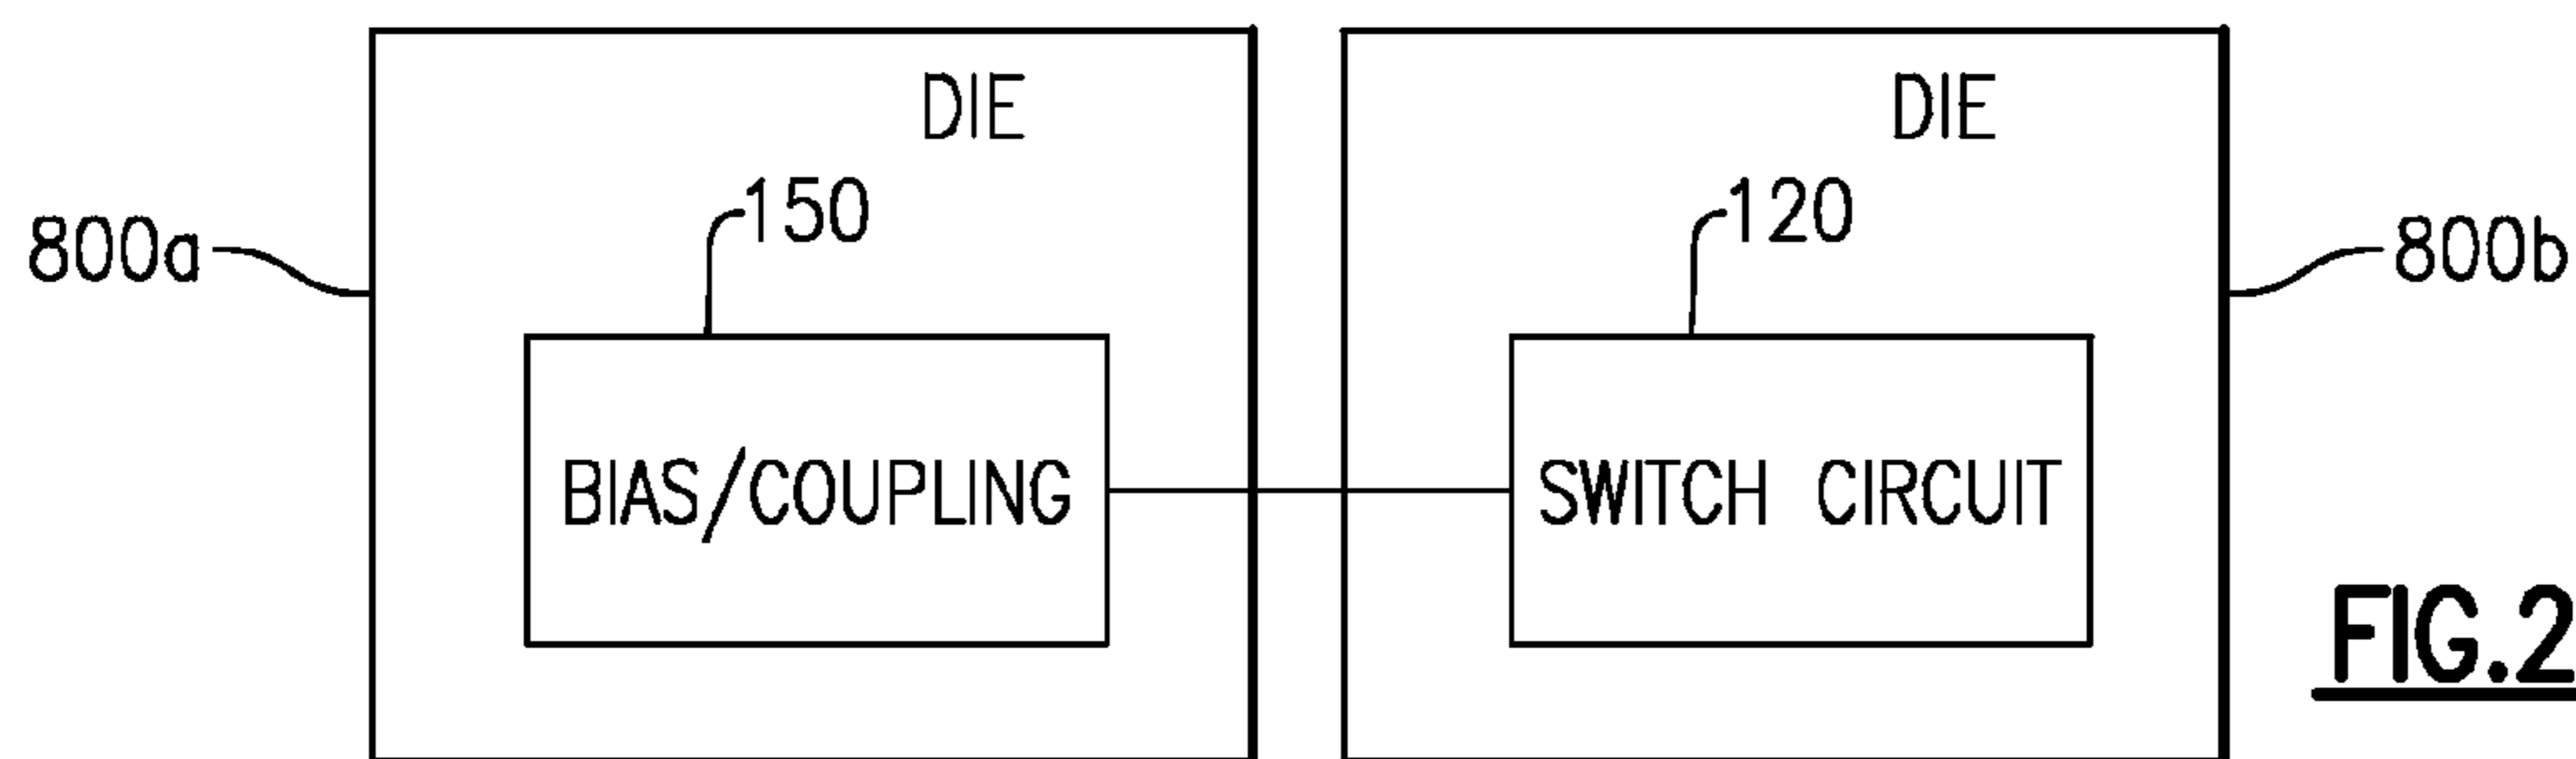 DIE
DIE
150
120
800a
800b
BIAS/COUPLING
SWITCH CIRCUIT
FIG.2